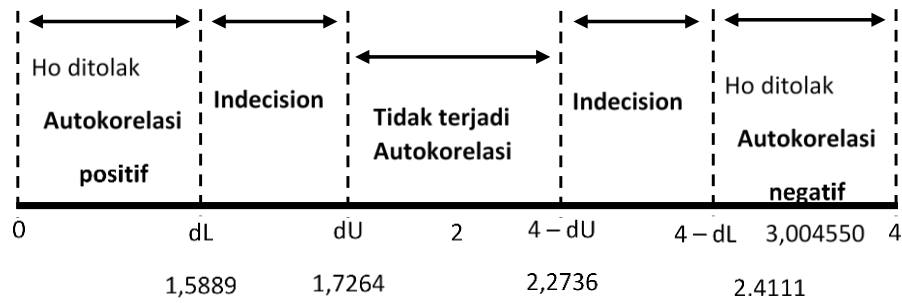 Ho ditolak
Autokorelasi
positif
Indecision
Tidak terjadi
Autokorelasi
Indecision
Ho ditolak
Autokorelasi
negatif
0 dL dU 2 4 – dU 4 – dL 3,004550 4
1,5889 1,7264 2,2736 2.4111